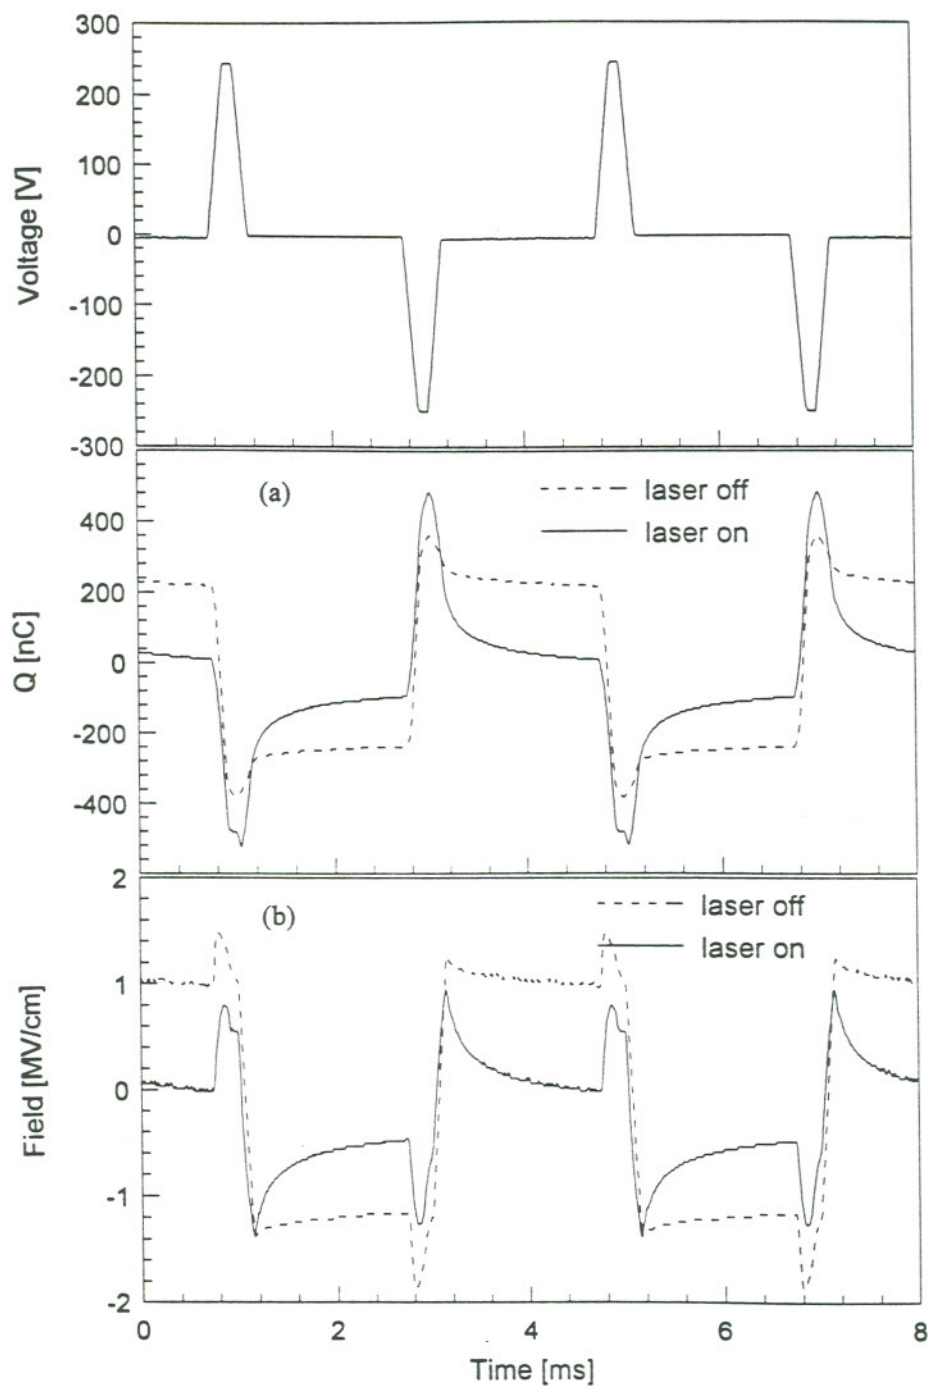 300
200
100
0
-100
-200
-300
Voltage [V]
(a)
laser off
laser on
400
200
0
-200
-400
Q [nC]
(b)
laser off
laser on
2
1
0
-1
-2
Field [MV/cm]
0 2 4 6 8
Time [ms]